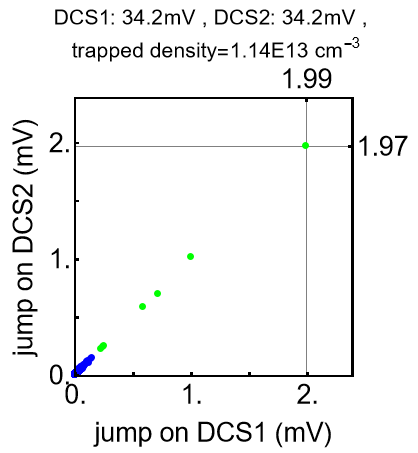 DCS1: 34.2mV , DCS2: 34.2mV ,
trapped density=1.14E13 cm⁻³
1.99
2.
1.97
jump on DCS2 (mV)
1.
0.
0. 1. 2.
jump on DCS1 (mV)